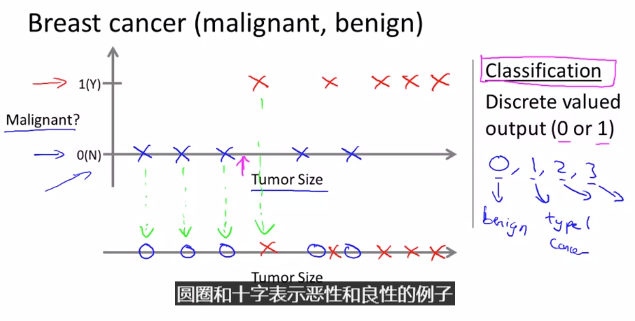 Breast cancer (malignant, benign)
1(Y)
Malignant?
0(N)
Tumor Size
Tumor Size
Classification
Discrete valued
output (0 or 1)
0, 1, 2, 3
benign
type 1
cancer
圆圈和十字表示恶性和良性的例子